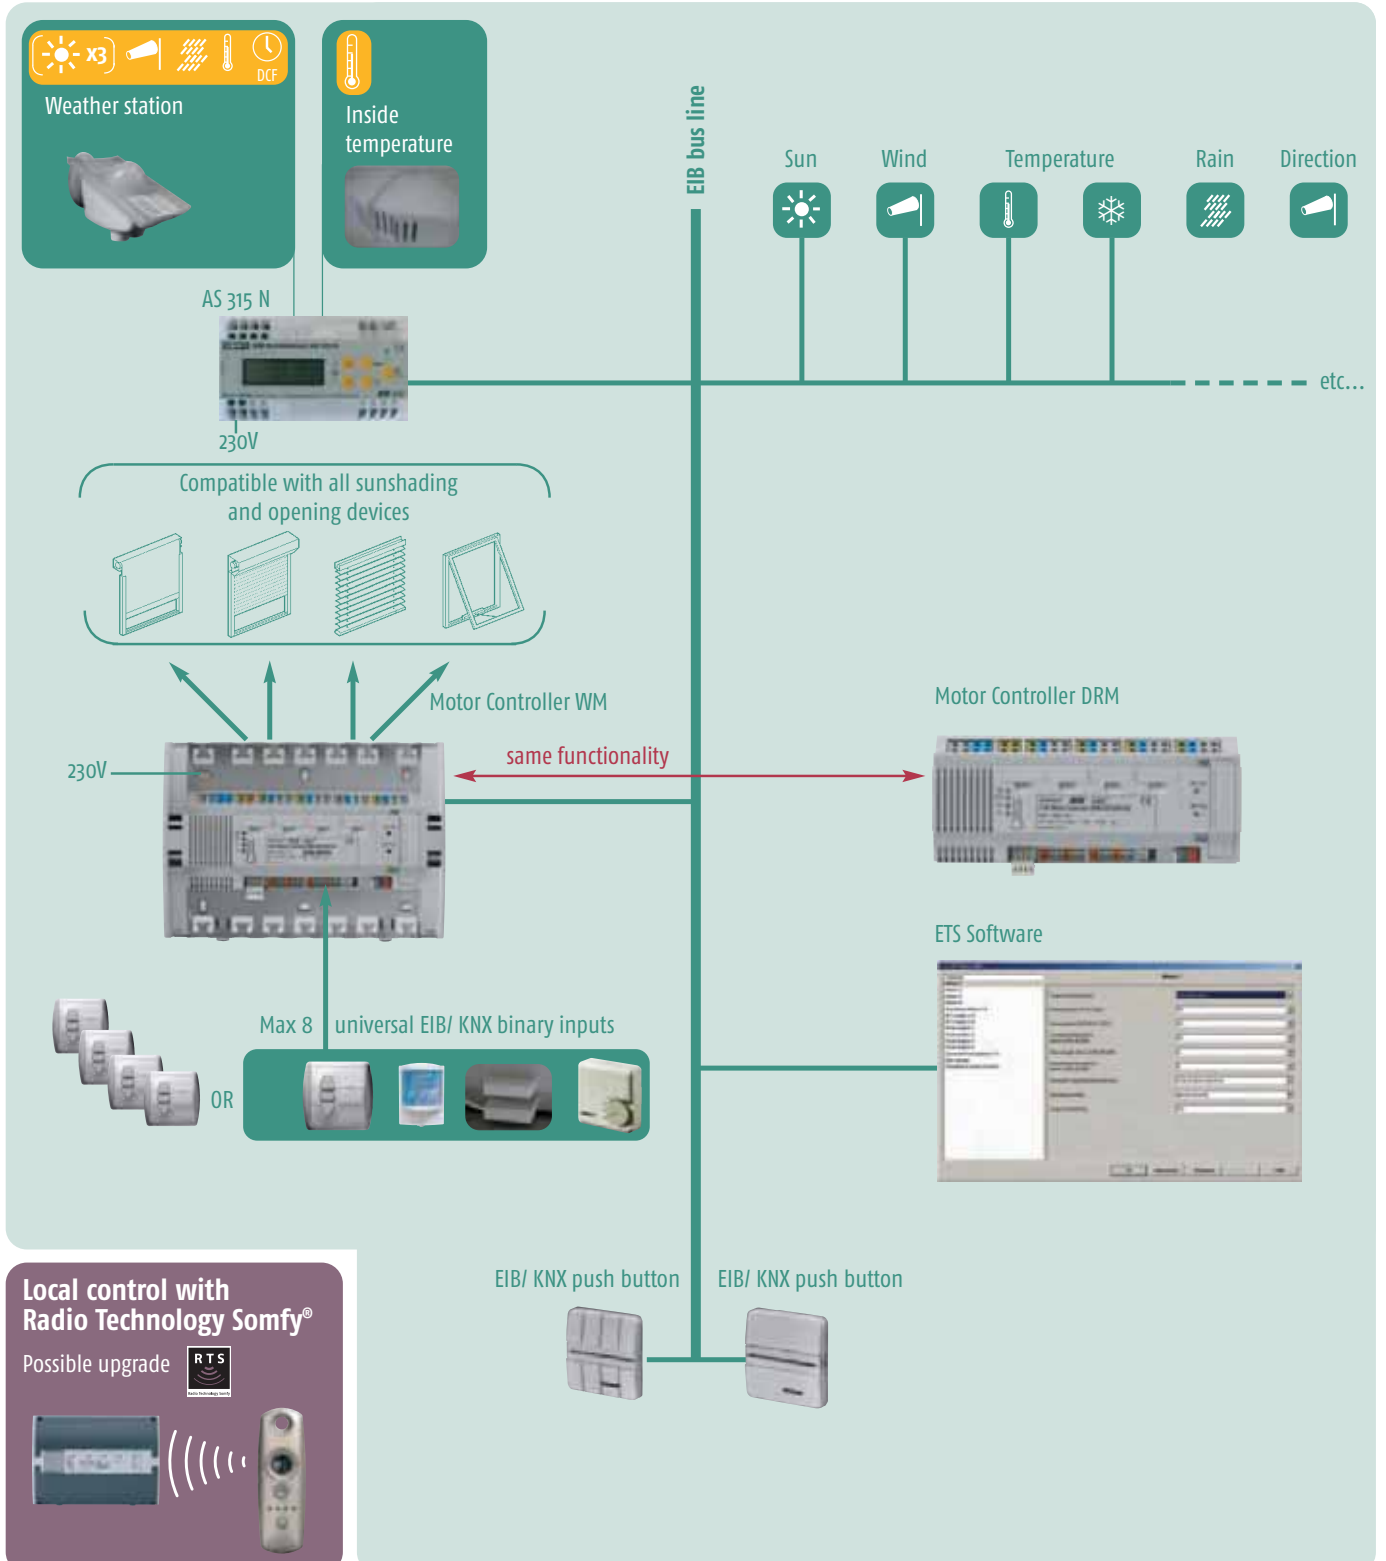 x3
DCF
Weather station
Inside
temperature
EIB bus line
Sun
Wind
Temperature
Rain
Direction
AS 315 N
230V
etc...
Compatible with all sunshading
and opening devices
Motor Controller WM
Motor Controller DRM
same functionality
230V
ETS Software
Max 8 universal EIB/ KNX binary inputs
OR
EIB/ KNX push button
EIB/ KNX push button
Local control with
Radio Technology Somfy®
Possible upgrade
RTS
Radio Technology Somfy